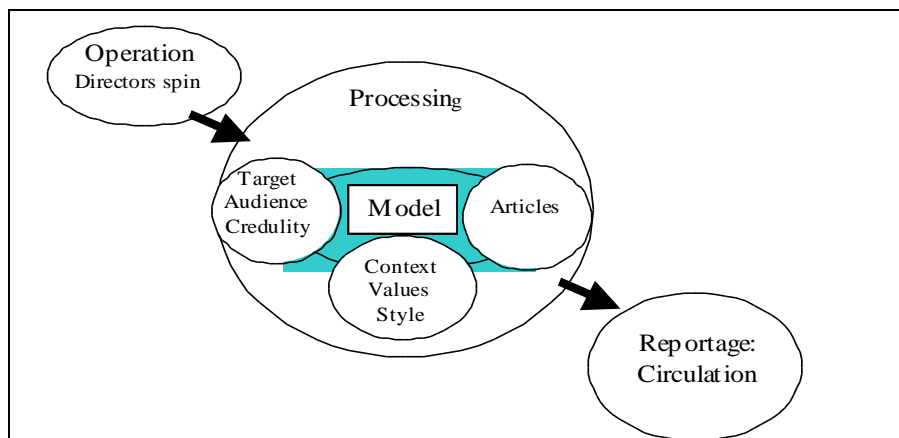 Operation
Directors spin
Processing
Target
Audience
Credulity
Model
Articles
Context
Values
Style
Reportage:
Circulation